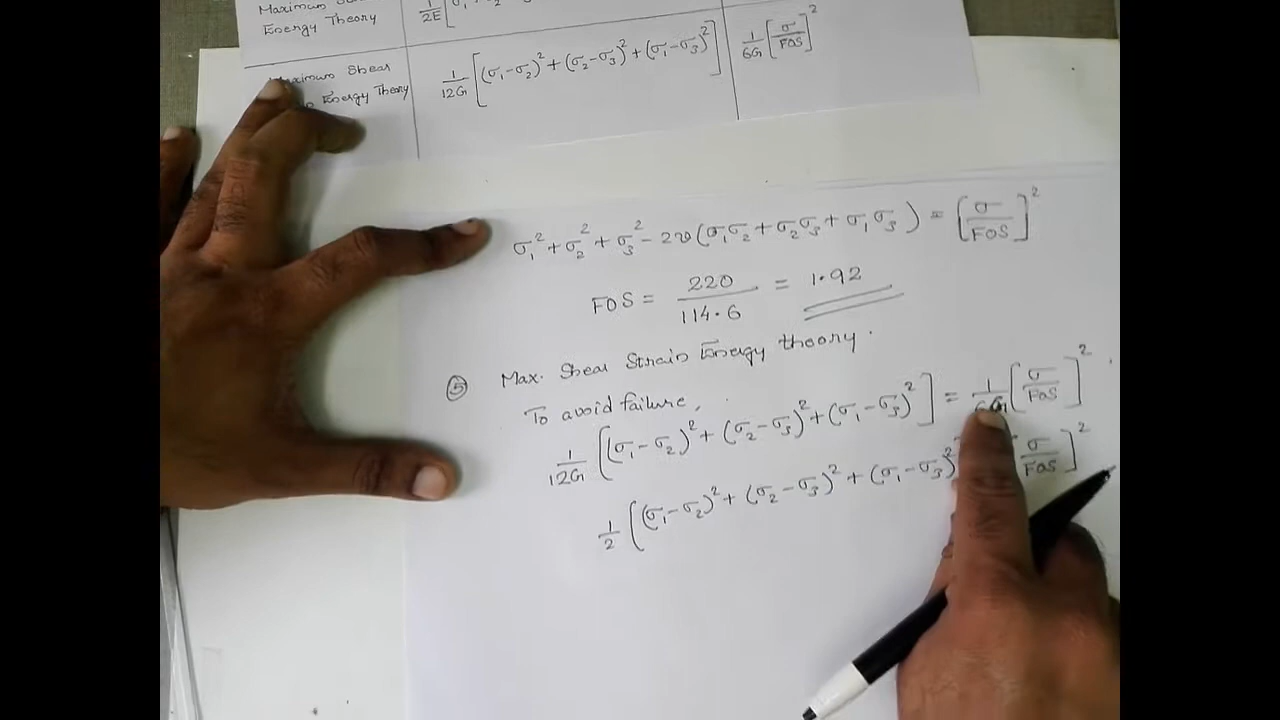 Maximum
Energy Theory
1/2E [
Maximum Shear
Energy Theory
1/12G [(σ₁-σ₂)² + (σ₂-σ₃)² + (σ₁-σ₃)²]
1/6G [σ/FOS]²
σ₁² + σ₂² + σ₃² - 2ν(σ₁σ₂ + σ₂σ₃ + σ₁σ₃) = [σ/FOS]²
FOS = 220/114.6 = 1.92
⑤ Max. Shear Strain Energy theory.
To avoid failure,
1/12G [(σ₁-σ₂)² + (σ₂-σ₃)² + (σ₁-σ₃)²] = 1/6G [σ/FOS]²
1/2 [(σ₁-σ₂)² + (σ₂-σ₃)² + (σ₁-σ₃)² σ/FOS]²